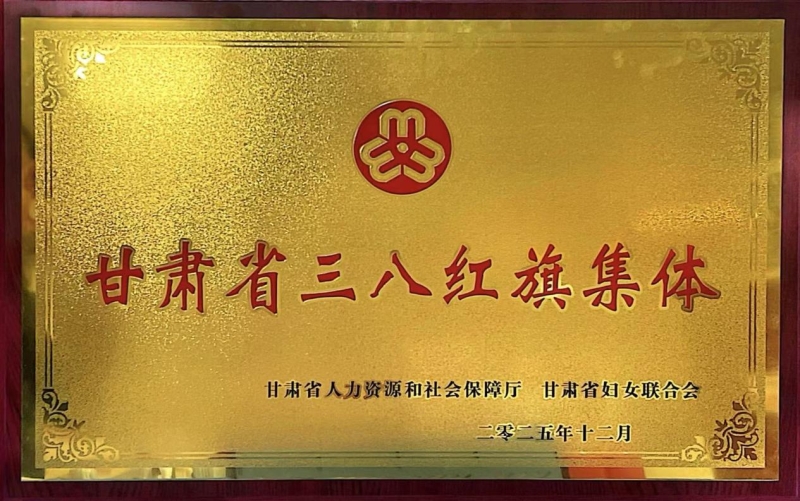 甘肃省三八红旗集体
甘肃省人力资源和社会保障厅 甘肃省妇女联合会
二零二五年十二月